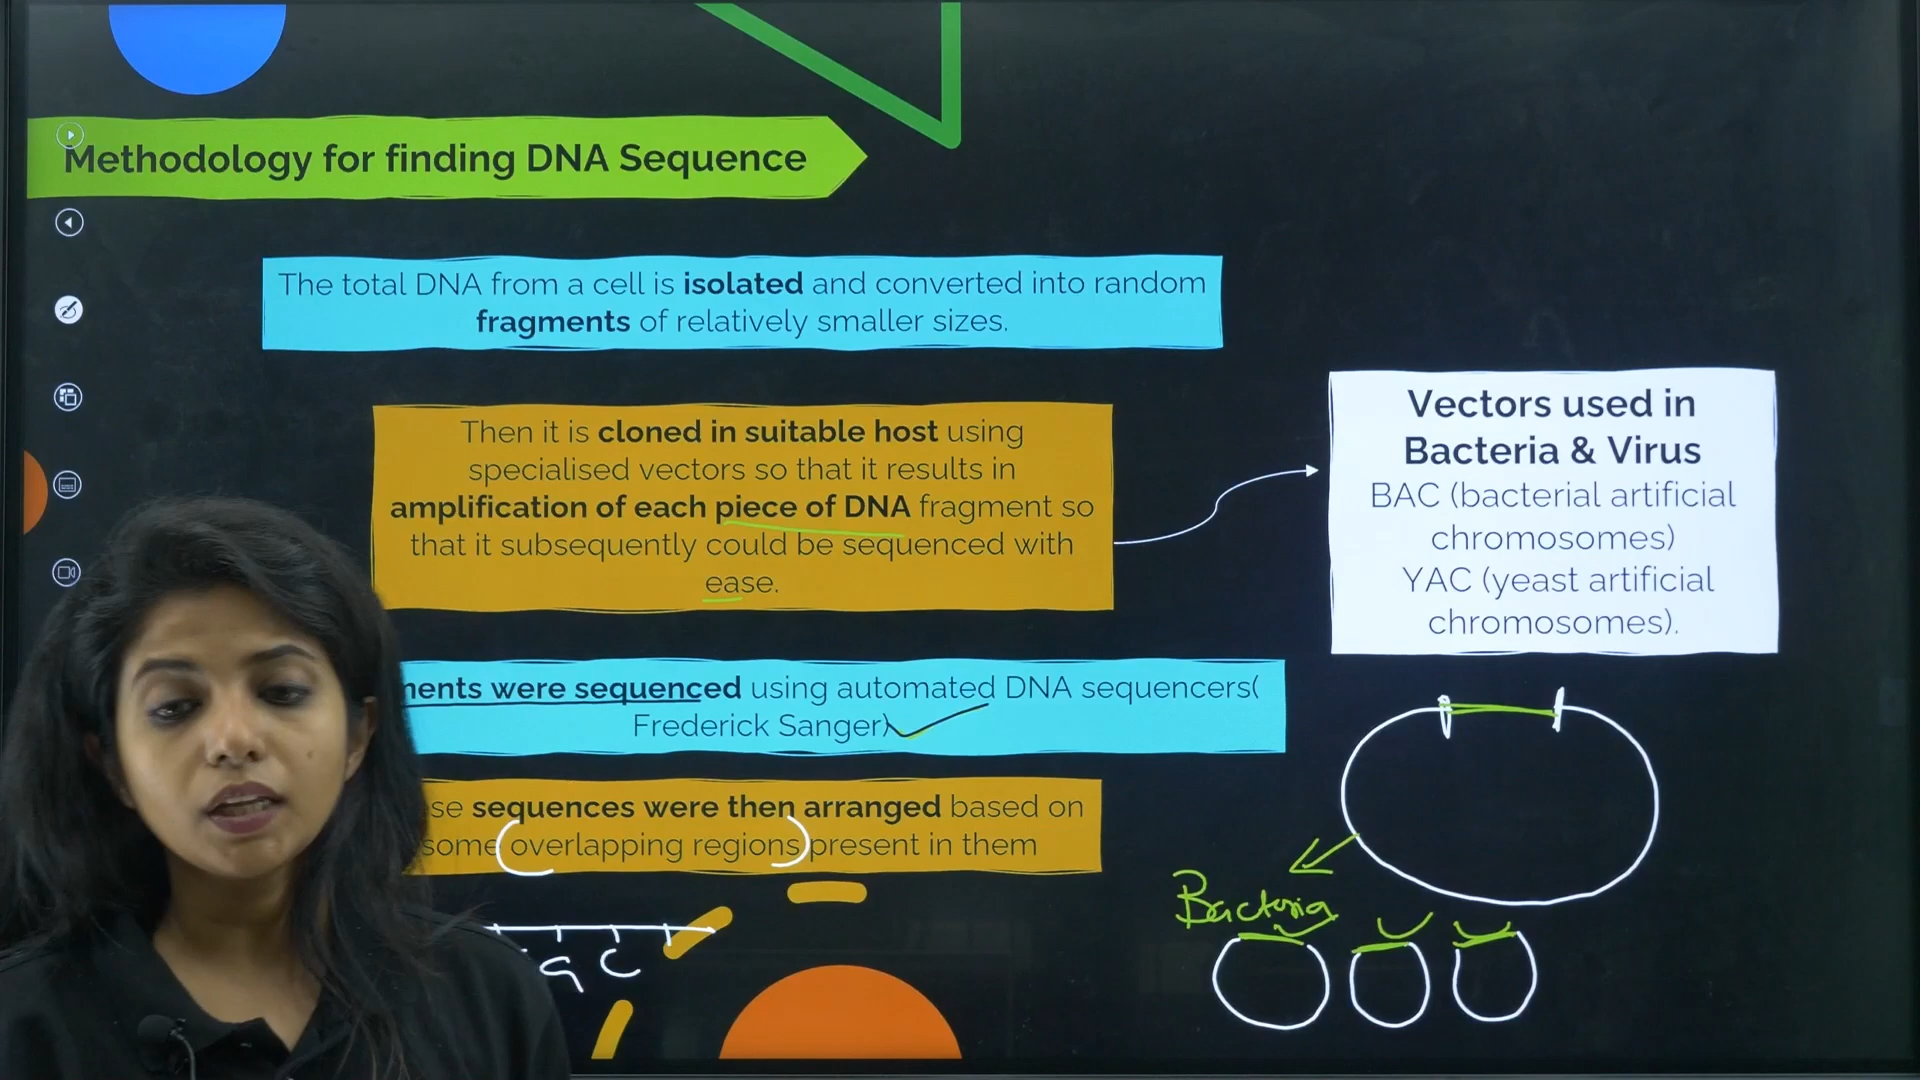 Methodology for finding DNA Sequence
The total DNA from a cell is isolated and converted into random
fragments of relatively smaller sizes.
Then it is cloned in suitable host using
specialised vectors so that it results in
amplification of each piece of DNA fragment so
that it subsequently could be sequenced with
ease.
Vectors used in
Bacteria & Virus
BAC (bacterial artificial
chromosomes)
YAC (yeast artificial
chromosomes).
ments were sequenced using automated DNA sequencers(
Frederick Sanger)
se sequences were then arranged based on
some overlapping regions present in them
Bacteria
G C